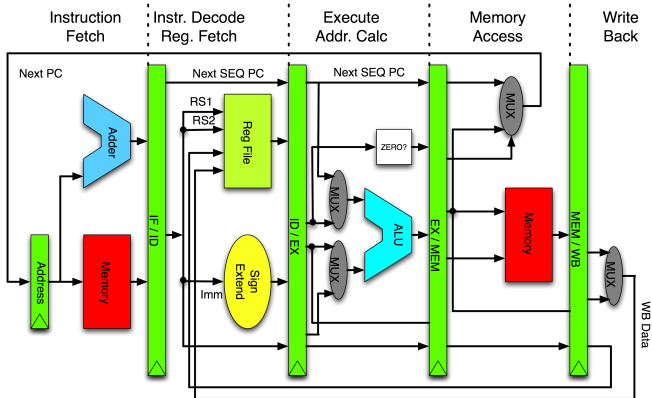 Instruction
Fetch
Instr. Decode
Reg. Fetch
Execute
Addr. Calc
Memory
Access
Write
Back
Next PC
Next SEQ PC
Next SEQ PC
RS1
RS2
Adder
Reg File
ZERO?
MUX
MUX
MUX
ALU
IF / ID
ID / EX
EX / MEM
MEM / WB
Address
Memory
Sign
Extend
Imm
Memory
MUX
WB Data